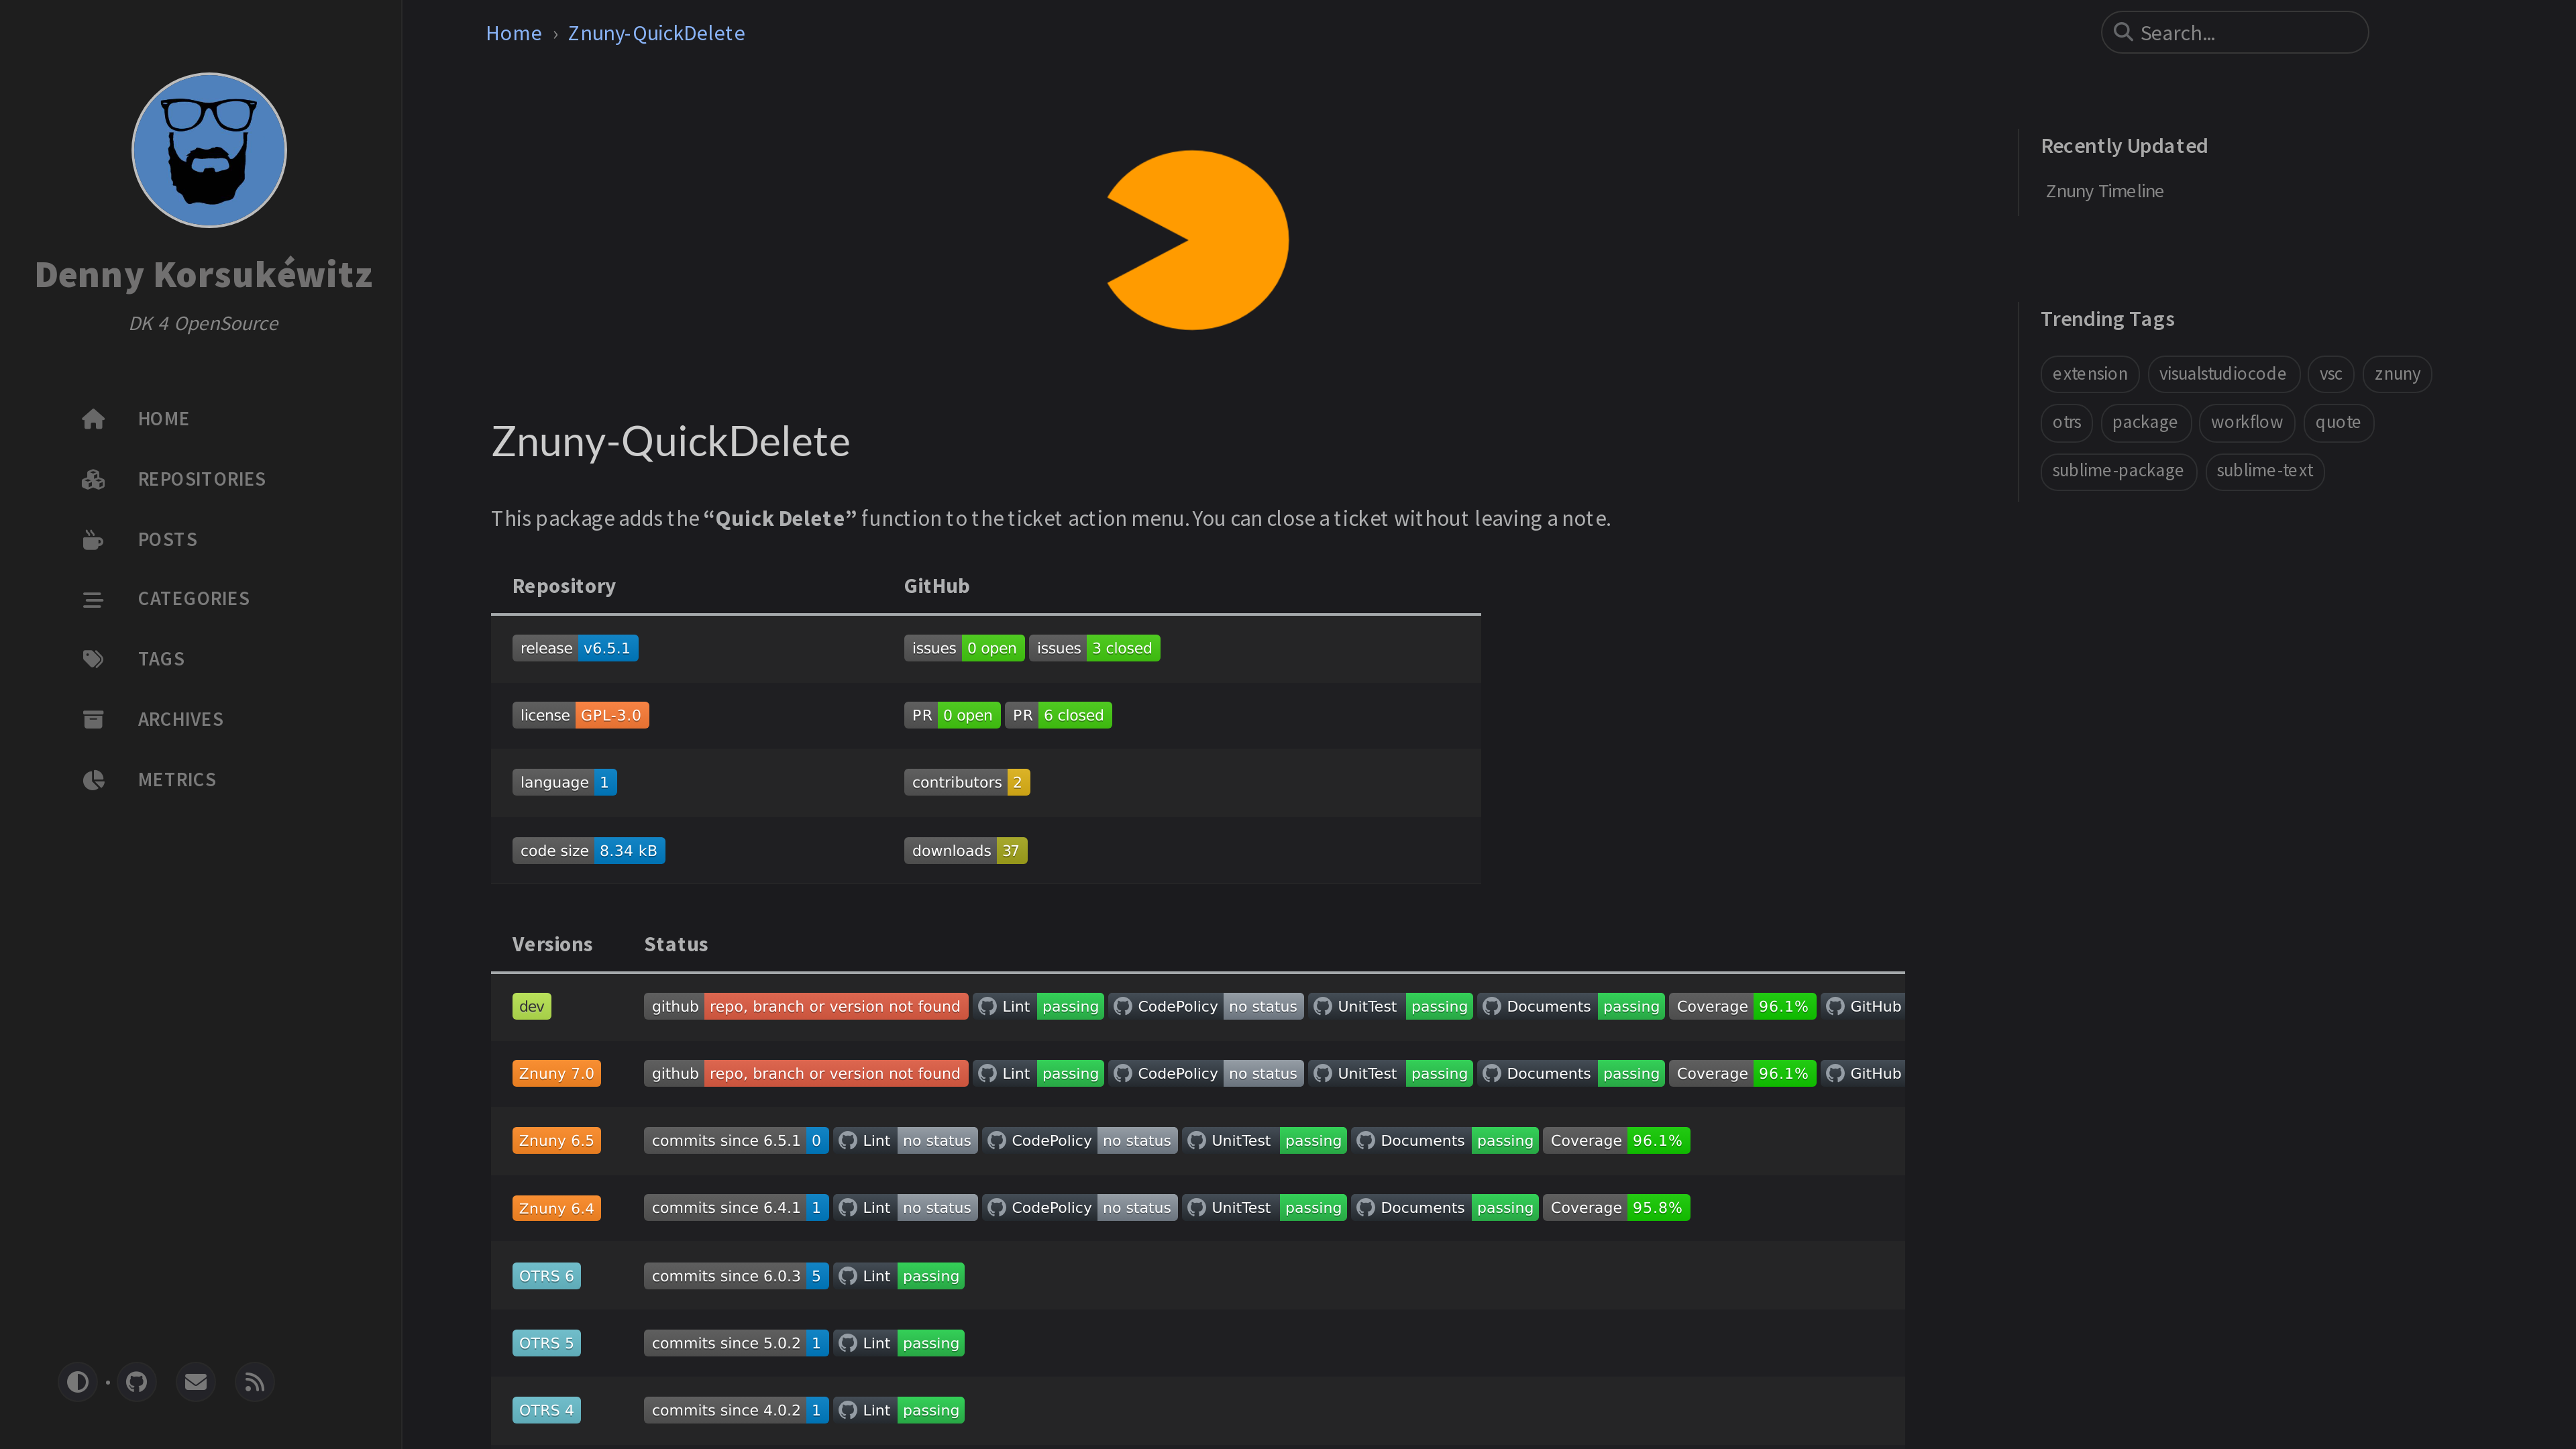 Denny Korsukéwitz
DK 4 OpenSource
HOME
REPOSITORIES
POSTS
CATEGORIES
TAGS
ARCHIVES
METRICS
Home › Znuny-QuickDelete
Search...
Znuny-QuickDelete
This package adds the “Quick Delete” function to the ticket action menu. You can close a ticket without leaving a note.
Repository GitHub
release v6.5.1 issues 0 open issues 3 closed
license GPL-3.0 PR 0 open PR 6 closed
language 1 contributors 2
code size 8.34 kB downloads 37
Versions Status
dev github repo, branch or version not found Lint passing CodePolicy no status UnitTest passing Documents passing Coverage 96.1% GitHub
Znuny 7.0 github repo, branch or version not found Lint passing CodePolicy no status UnitTest passing Documents passing Coverage 96.1% GitHub
Znuny 6.5 commits since 6.5.1 0 Lint no status CodePolicy no status UnitTest passing Documents passing Coverage 96.1%
Znuny 6.4 commits since 6.4.1 1 Lint no status CodePolicy no status UnitTest passing Documents passing Coverage 95.8%
OTRS 6 commits since 6.0.3 5 Lint passing
OTRS 5 commits since 5.0.2 1 Lint passing
OTRS 4 commits since 4.0.2 1 Lint passing
Recently Updated
Znuny Timeline
Trending Tags
extension visualstudiocode vsc znuny
otrs package workflow quote
sublime-package sublime-text